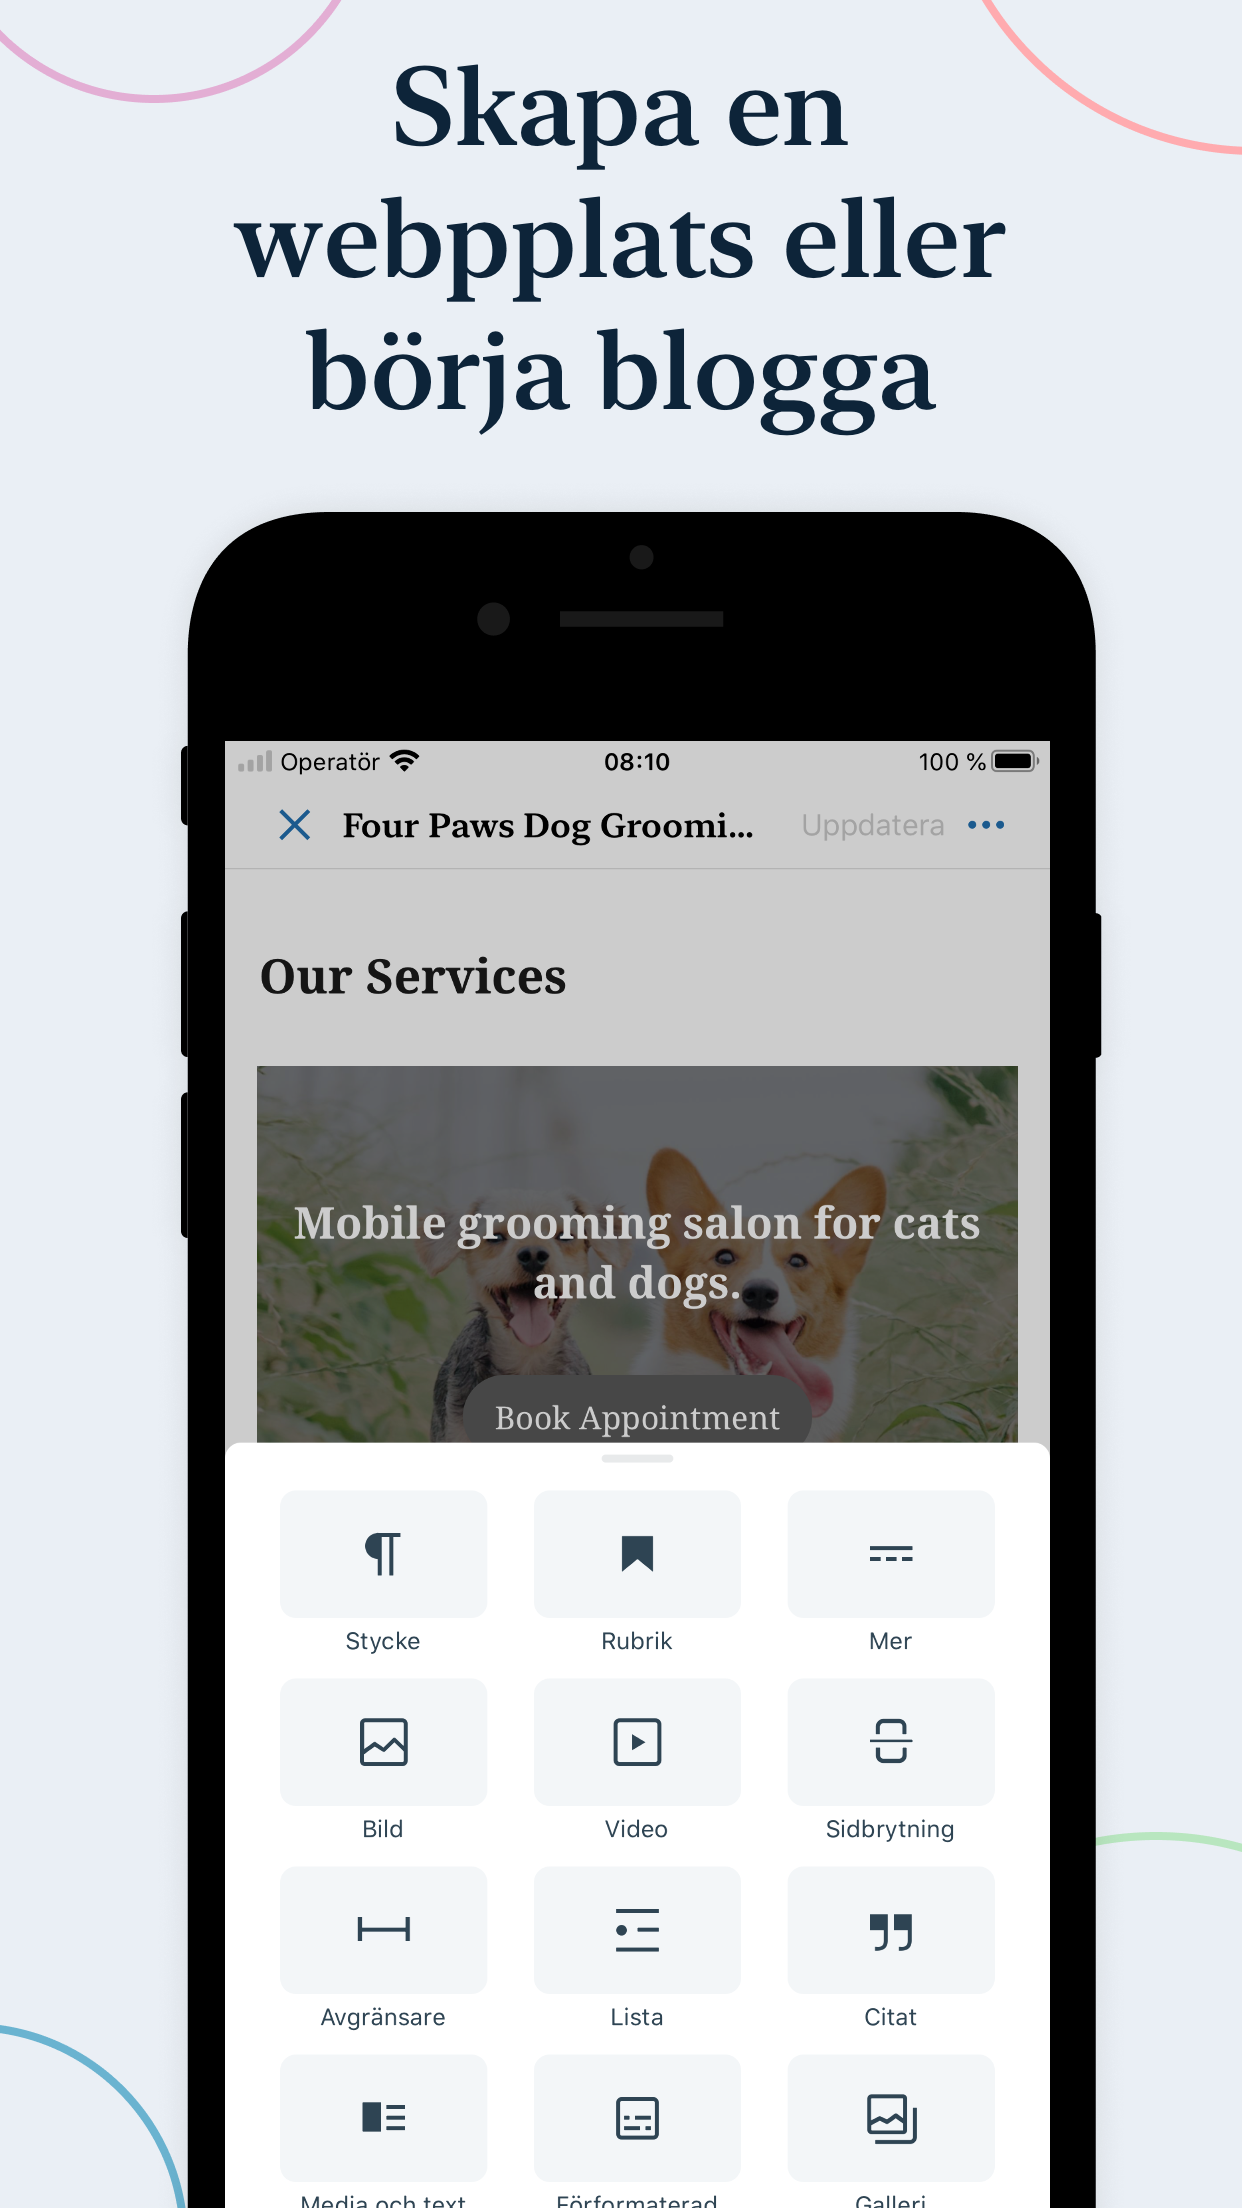 Skapa en
webpplats eller
börja blogga
Operatör 08:10 100 %
Four Paws Dog Groomi... Uppdatera
Our Services
Mobile grooming salon for cats
and dogs.
Book Appointment
Stycke Rubrik Mer
Bild Video Sidbrytning
Avgränsare Lista Citat
Media och text Förformaterad Galleri